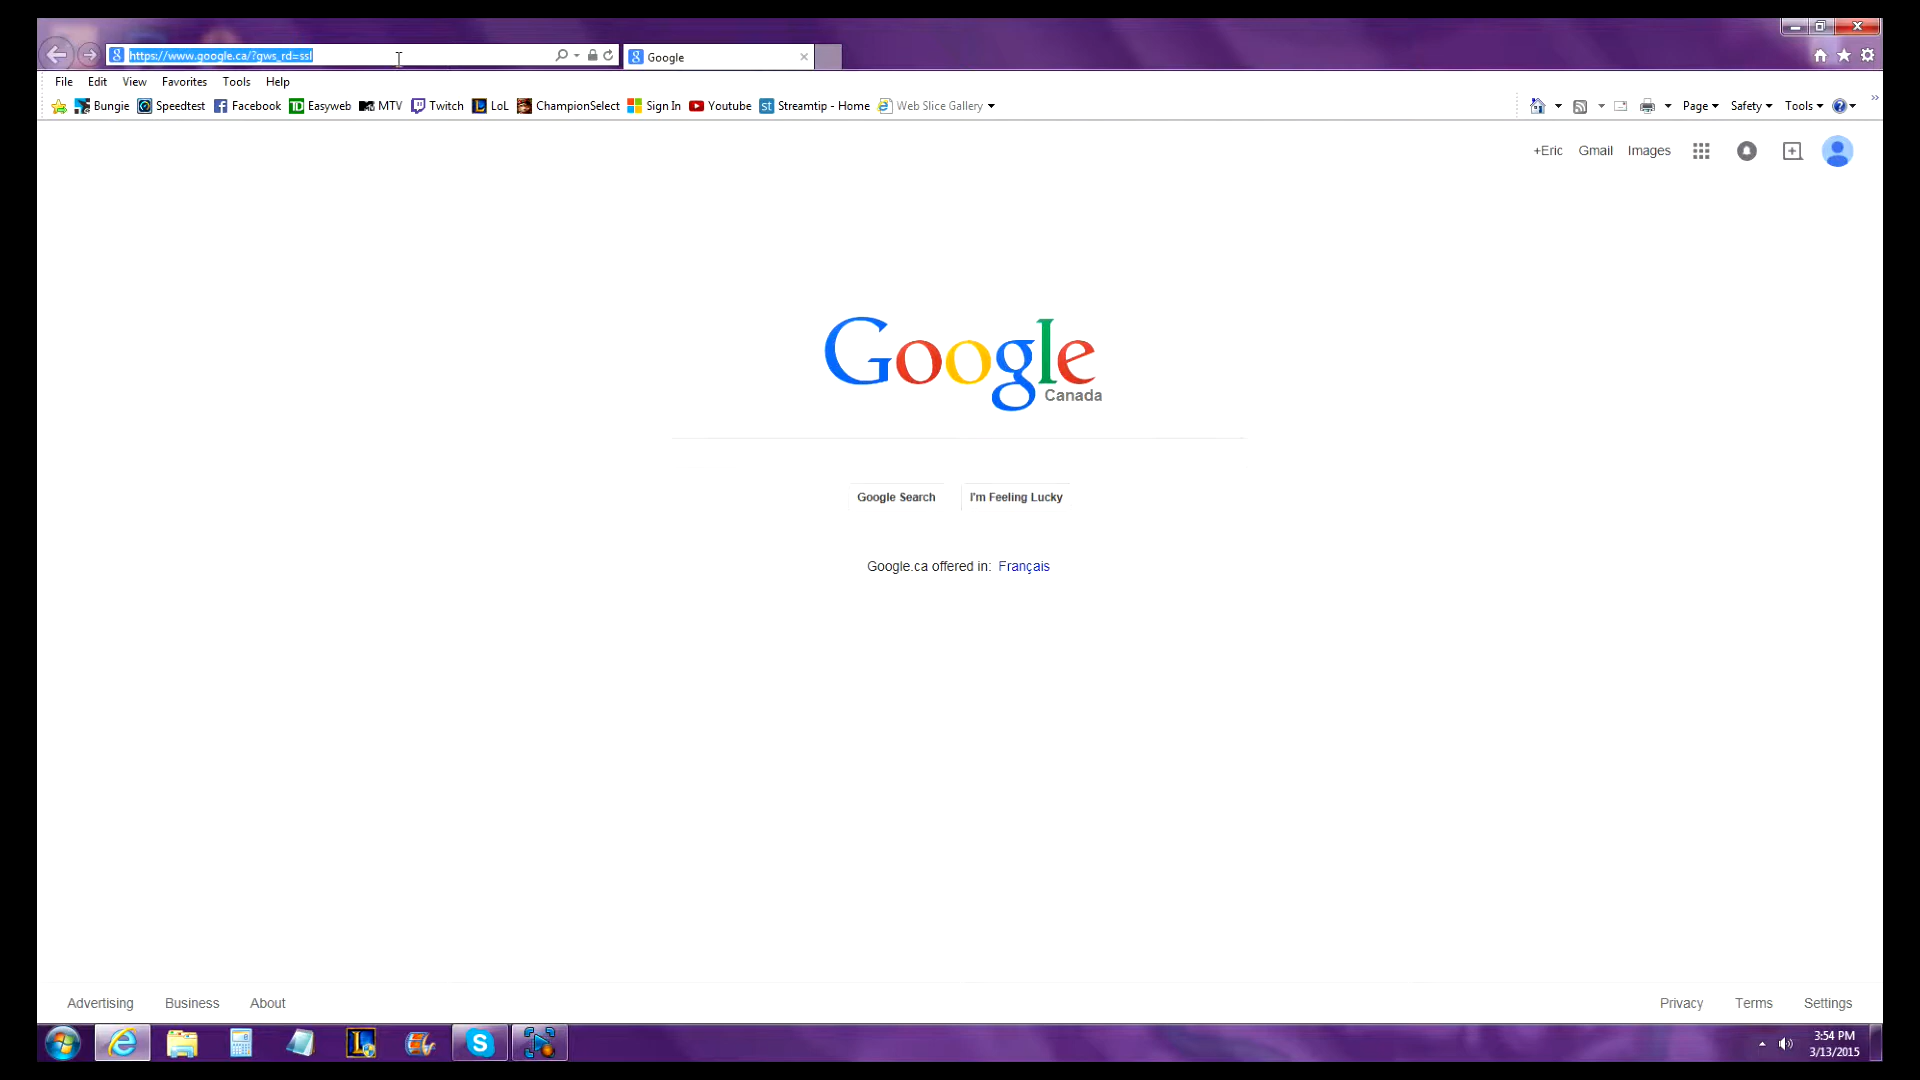 https://www.google.ca/?gws_rd=ssl Google
File Edit View Favorites Tools Help
Bungie Speedtest Facebook TD Easyweb MTV Twitch LoL ChampionSelect Sign In Youtube st Streamtip - Home Web Slice Gallery Page Safety Tools
+Eric Gmail Images
Google
Canada
Google Search I'm Feeling Lucky
Google.ca offered in: Français
Advertising Business About Privacy Terms Settings
3:54 PM
3/13/2015